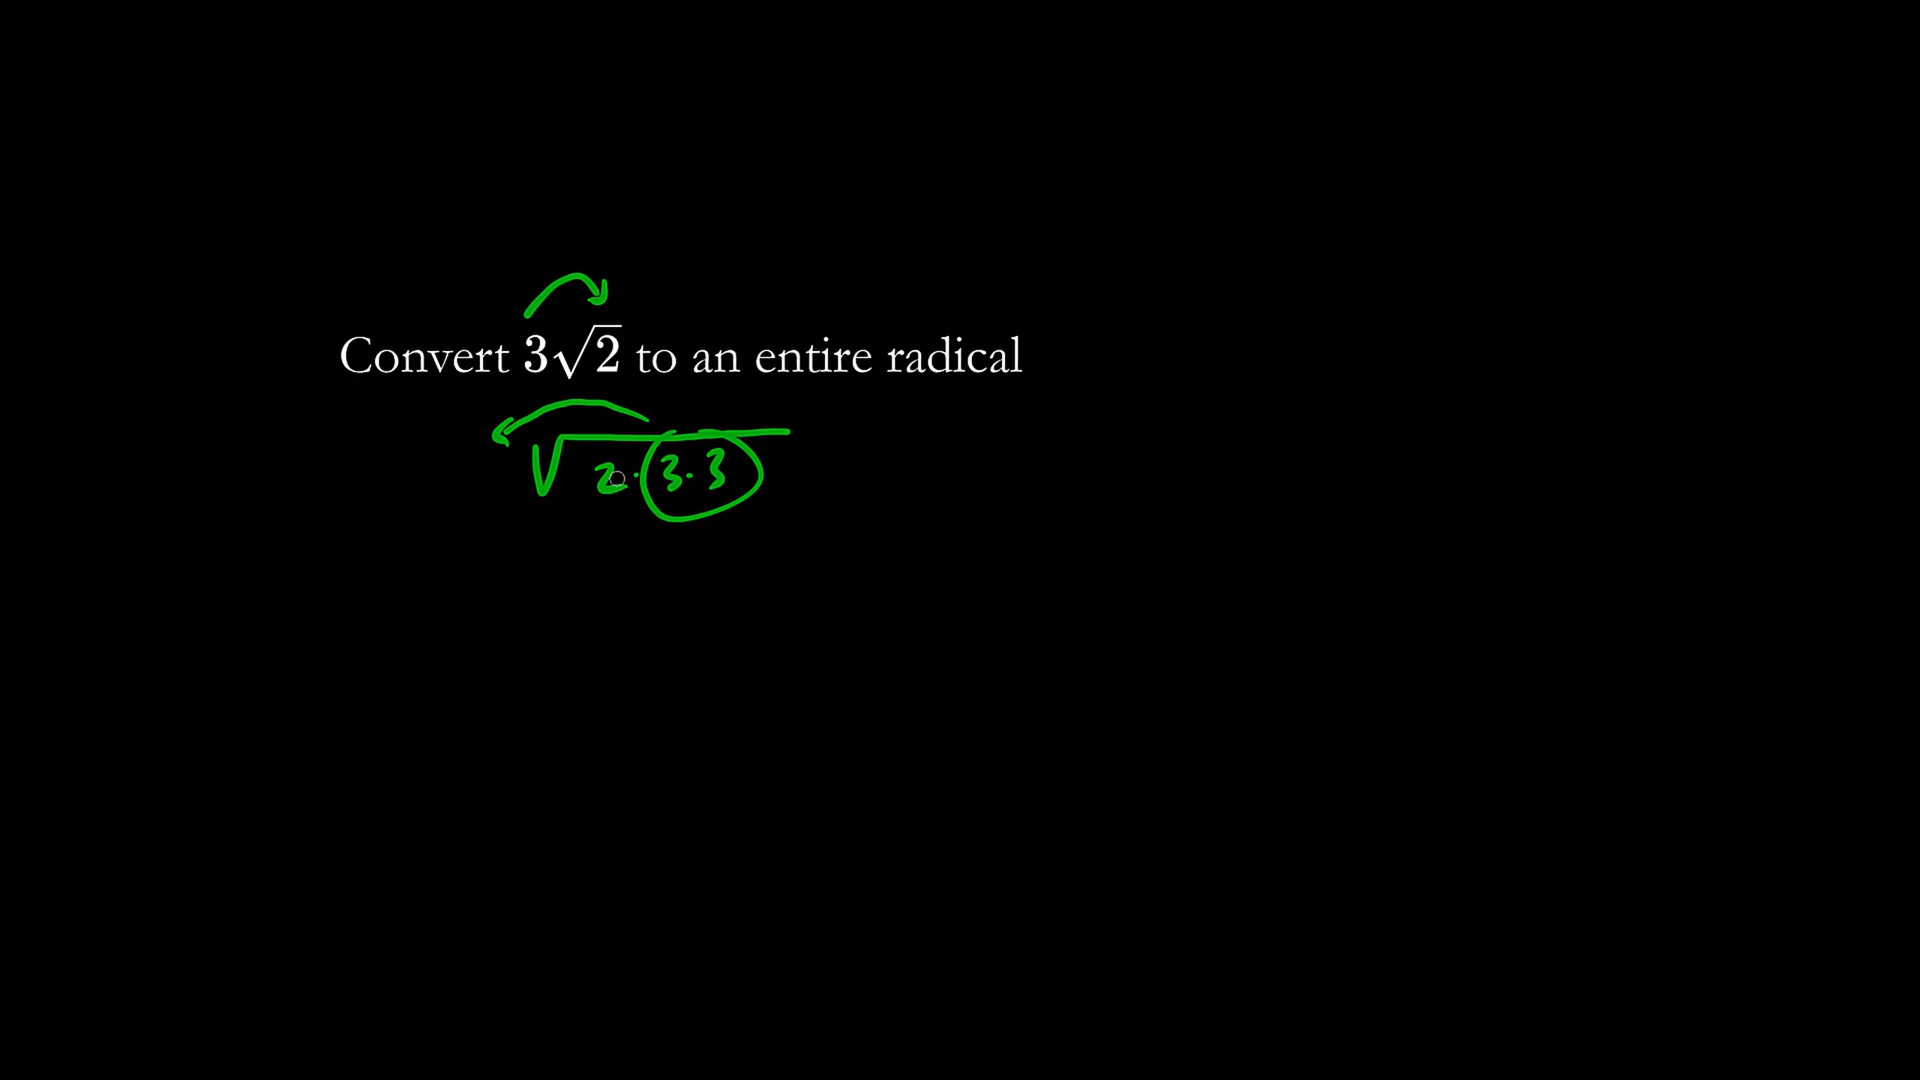 Convert 3√2 to an entire radical
√2·3·3